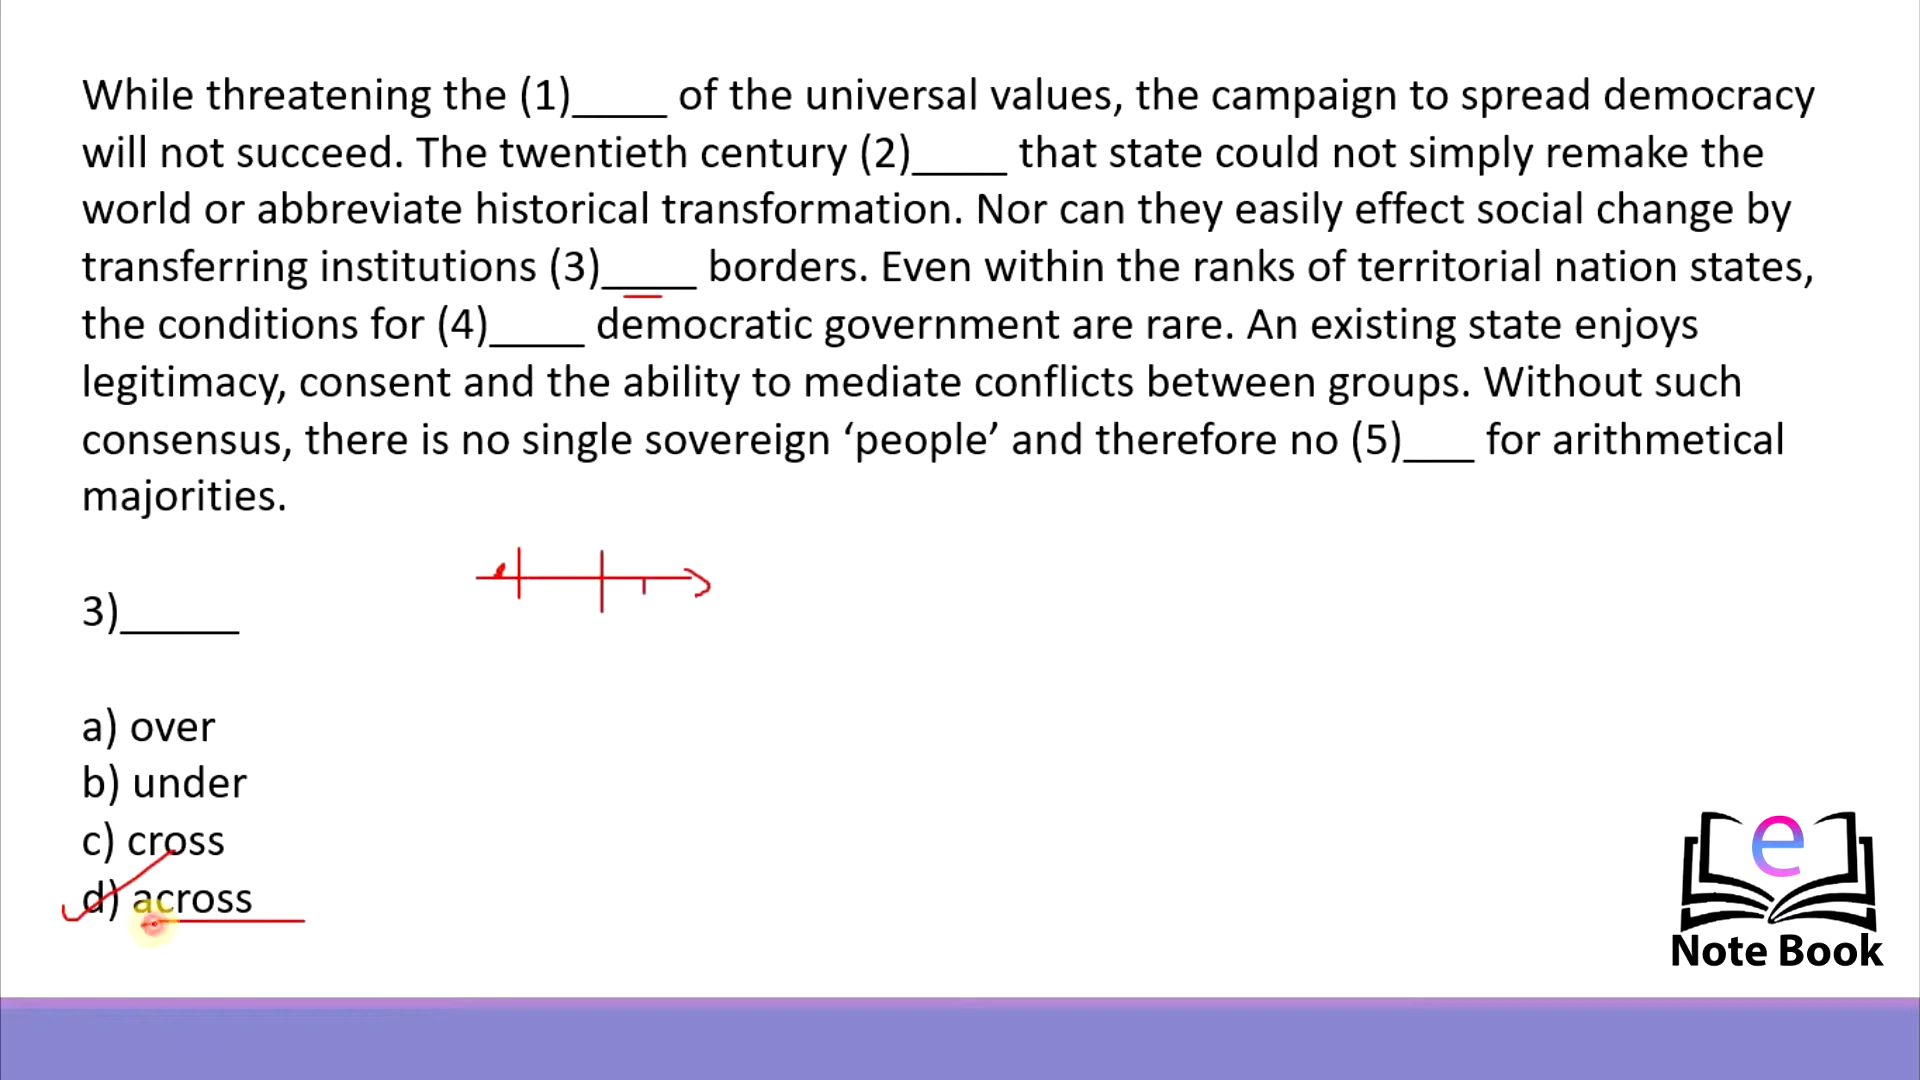 While threatening the (1)____ of the universal values, the campaign to spread democracy
will not succeed. The twentieth century (2)____ that state could not simply remake the
world or abbreviate historical transformation. Nor can they easily effect social change by
transferring institutions (3)____ borders. Even within the ranks of territorial nation states,
the conditions for (4)____ democratic government are rare. An existing state enjoys
legitimacy, consent and the ability to mediate conflicts between groups. Without such
consensus, there is no single sovereign ‘people’ and therefore no (5)___ for arithmetical
majorities.
3)_____
a) over
b) under
c) cross
d) across
e
Note Book